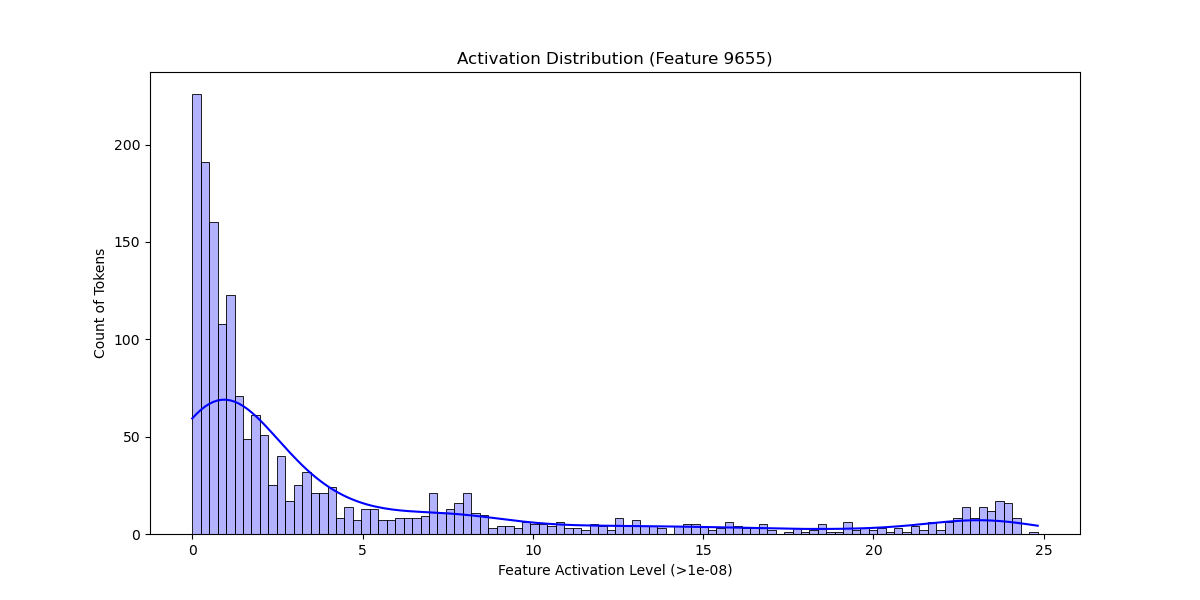 Activation Distribution (Feature 9655)
Count of Tokens
200
150
100
50
0
0 5 10 15 20 25
Feature Activation Level (>1e-08)